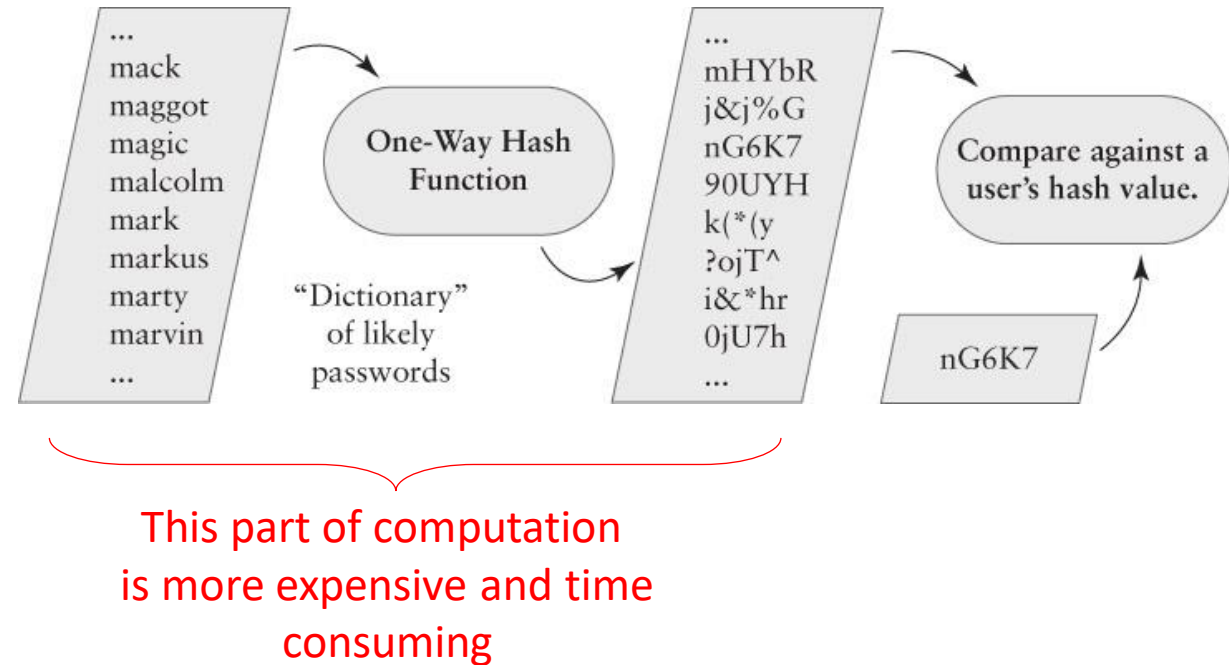 ...
mack
maggot
magic
malcolm
mark
markus
marty
marvin
...
One-Way Hash
Function
“Dictionary”
of likely
passwords
...
mHYbR
j&j%G
nG6K7
90UYH
k(*(y
?ojT^
i&*hr
0jU7h
...
Compare against a
user’s hash value.
nG6K7
This part of computation
is more expensive and time
consuming